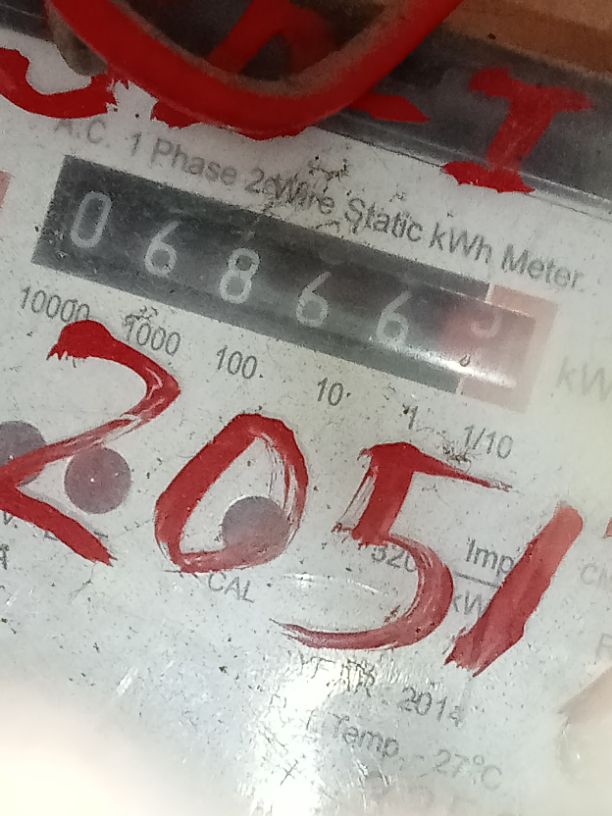 A.C. 1 Phase 2 Wire Static kWh Meter.
0 6 8 6 6
10000 1000 100 10 1 1/10
2051
320 Imp
CAL
2014
Temp. 27°C